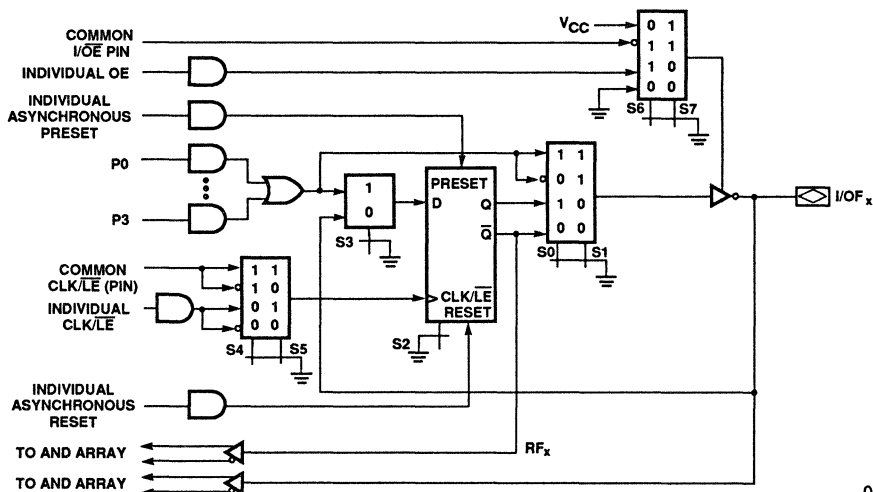 VCC
COMMON
I/OE PIN
INDIVIDUAL OE
0 1
1 1
1 0
0 0
S6 S7
INDIVIDUAL
ASYNCHRONOUS
PRESET
P0
P3
1
0
S3
PRESET
D Q
Q
CLK/LE
RESET
S2
1 1
0 1
1 0
0 0
S0 S1
I/OFx
COMMON
CLK/LE (PIN)
INDIVIDUAL
CLK/LE
1 1
1 0
0 1
0 0
S4 S5
INDIVIDUAL
ASYNCHRONOUS
RESET
TO AND ARRAY
RFx
TO AND ARRAY